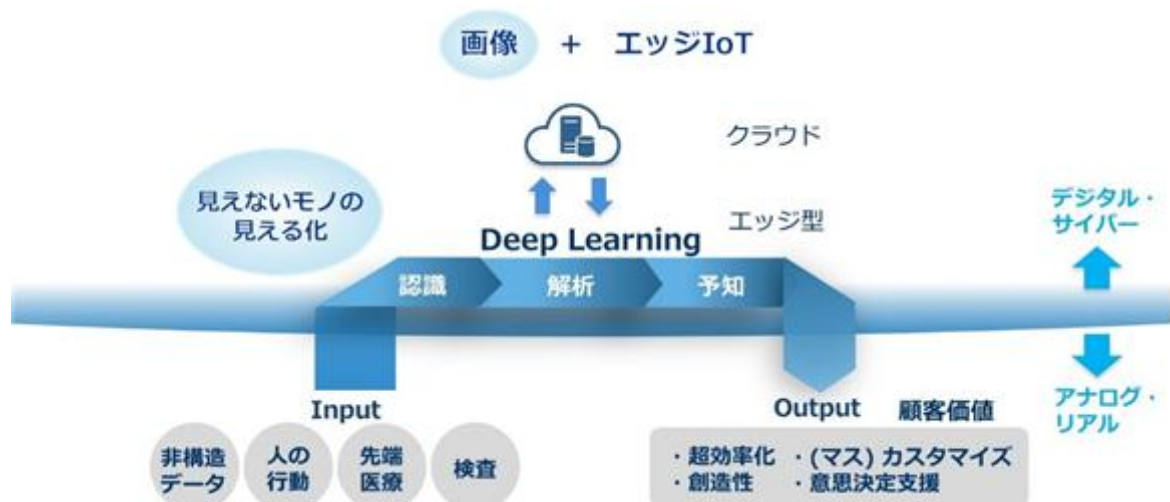 画像 + エッジIoT
クラウド
見えないモノの
見える化
エッジ型
Deep Learning
デジタル・
サイバー
認識 解析 予知
Input
Output 顧客価値
アナログ・
リアル
非構造
データ
人の
行動
先端
医療
検査
・超効率化 ・(マス) カスタマイズ
・創造性 ・意思決定支援